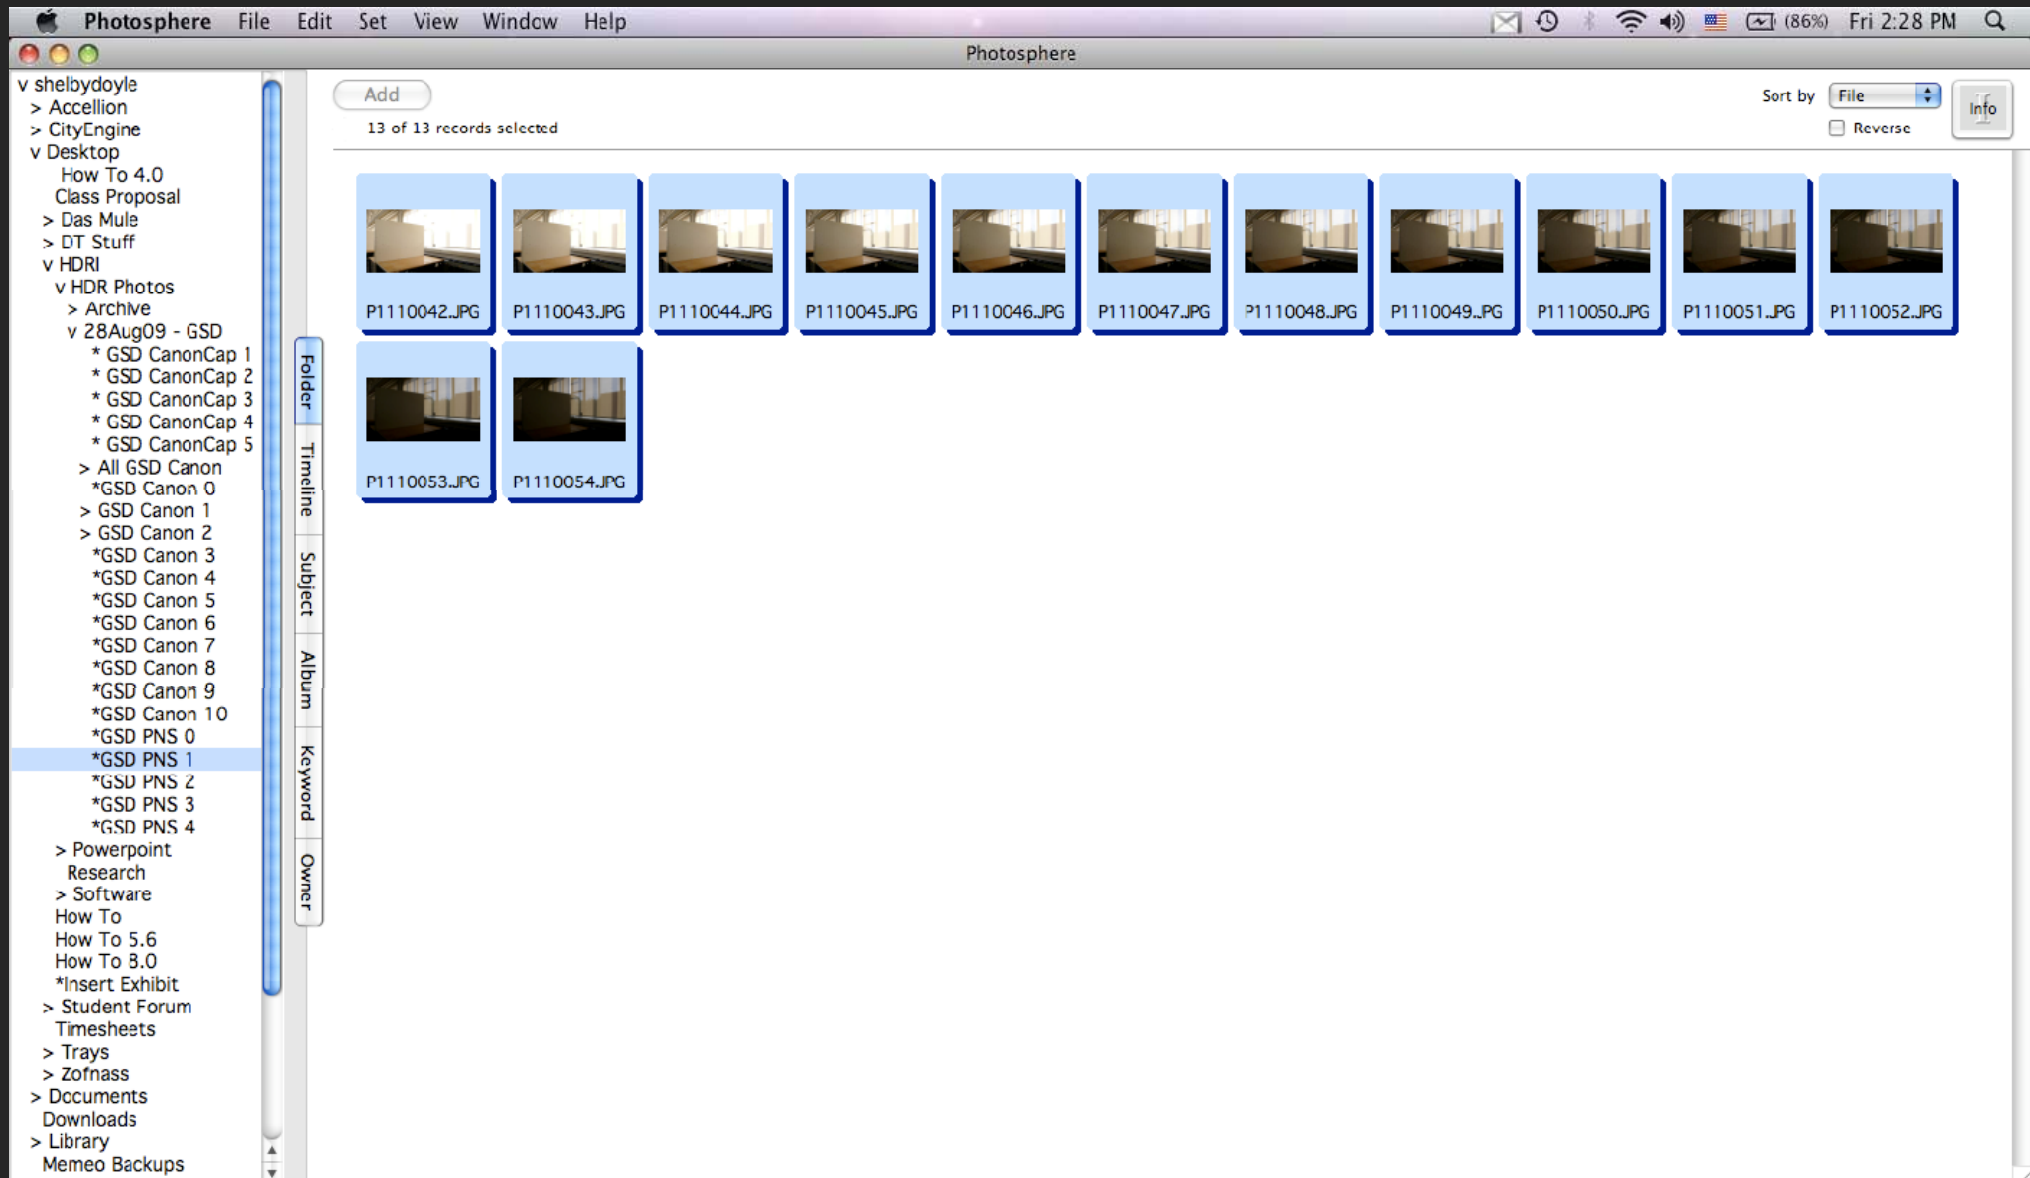 Photosphere File Edit Set View Window Help (86%) Fri 2:28 PM
Photosphere
v shelbydoyle
> Accellion
> CityEngine
v Desktop
How To 4.0
Class Proposal
> Das Mule
> DT Stuff
v HDRI
v HDR Photos
> Archive
v 28Aug09 - GSD
* GSD CanonCap 1
* GSD CanonCap 2
* GSD CanonCap 3
* GSD CanonCap 4
* GSD CanonCap 5
> All GSD Canon
*GSD Canon 0
> GSD Canon 1
> GSD Canon 2
*GSD Canon 3
*GSD Canon 4
*GSD Canon 5
*GSD Canon 6
*GSD Canon 7
*GSD Canon 8
*GSD Canon 9
*GSD Canon 10
*GSD PNS 0
*GSD PNS 1
*GSD PNS 2
*GSD PNS 3
*GSD PNS 4
> Powerpoint
Research
> Software
How To
How To 5.6
How To 3.0
*Insert Exhibit
> Student Forum
Timesheets
> Trays
> Zofnass
> Documents
Downloads
> Library
Memeo Backups
Folder
Timeline
Subject
Album
Keyword
Owner
Add
13 of 13 records selected
Sort by File
Reverse
Info
P1110042.JPG P1110043.JPG P1110044.JPG P1110045.JPG P1110046.JPG P1110047.JPG P1110048.JPG P1110049.JPG P1110050.JPG P1110051.JPG P1110052.JPG
P1110053.JPG P1110054.JPG